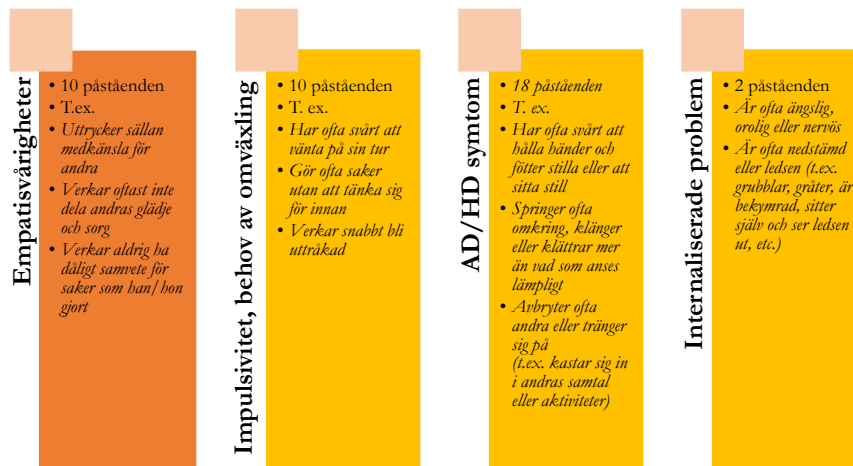 Empatisvårigheter
• 10 påståenden
• T.ex.
• Uttrycker sällan
medkänsla för
andra
• Verkar oftast inte
dela andras glädje
och sorg
• Verkar aldrig ha
dåligt samvete för
saker som han/hon
gjort
Impulsivitet, behov av omväxling
• 10 påståenden
• T. ex.
• Har ofta svårt att
vänta på sin tur
• Gör ofta saker
utan att tänka sig
för innan
• Verkar snabbt bli
uttråkad
AD/HD symtom
• 18 påståenden
• T. ex.
• Har ofta svårt att
hålla händer och
fötter stilla eller att
sitta still
• Springer ofta
omkring, klänger
eller klättrar mer
än vad som anses
lämpligt
• Avbryter ofta
andra eller tränger
sig på
(t.ex. kastar sig in
i andras samtal
eller aktiviteter)
Internaliserade problem
• 2 påståenden
• Är ofta ängslig,
orolig eller nervös
• Är ofta nedstämd
eller ledsen (t.ex.
grubblar, gråter, är
bekymrad, sitter
själv och ser ledsen
ut, etc.)